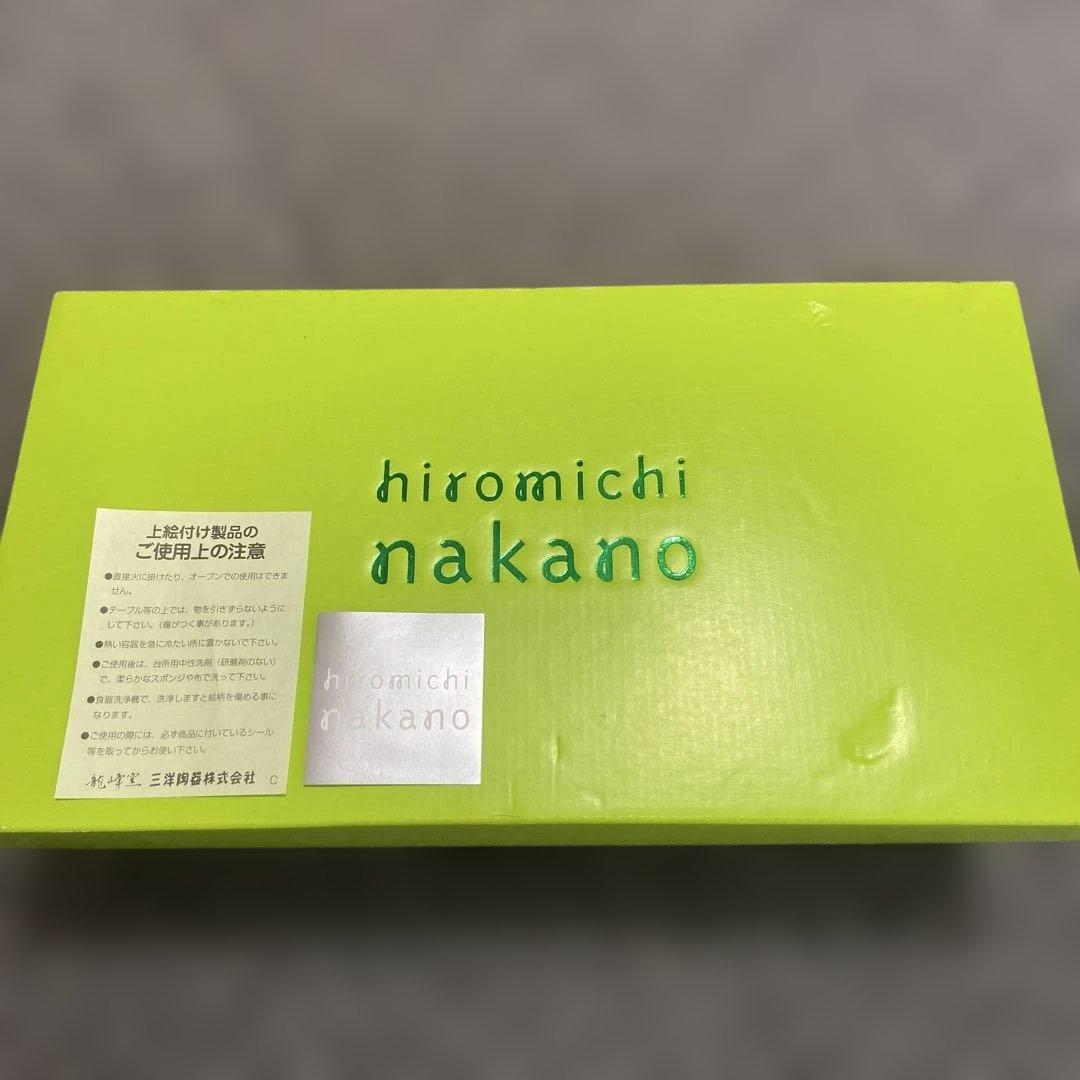 hiromichi
nakano
上絵付け製品の
ご使用上の注意
●直接火に掛けたり、オーブンでの使用はできま
せん。
●テーブル等の上では、物を引きずらないように
して下さい。(傷がつく事があります。)
●熱い容器を急に冷たい所に置かないで下さい。
●ご使用後は、台所用中性洗剤(研磨剤のない)
で、柔らかなスポンジや布で洗って下さい。
●食器洗浄機で、洗浄しますと絵柄を傷める事に
なります。
●ご使用の際には、必ず商品に付いているシール
等を取ってからお使い下さい。
龍峰窯 三洋陶器株式会社 C
hiromichi
nakano